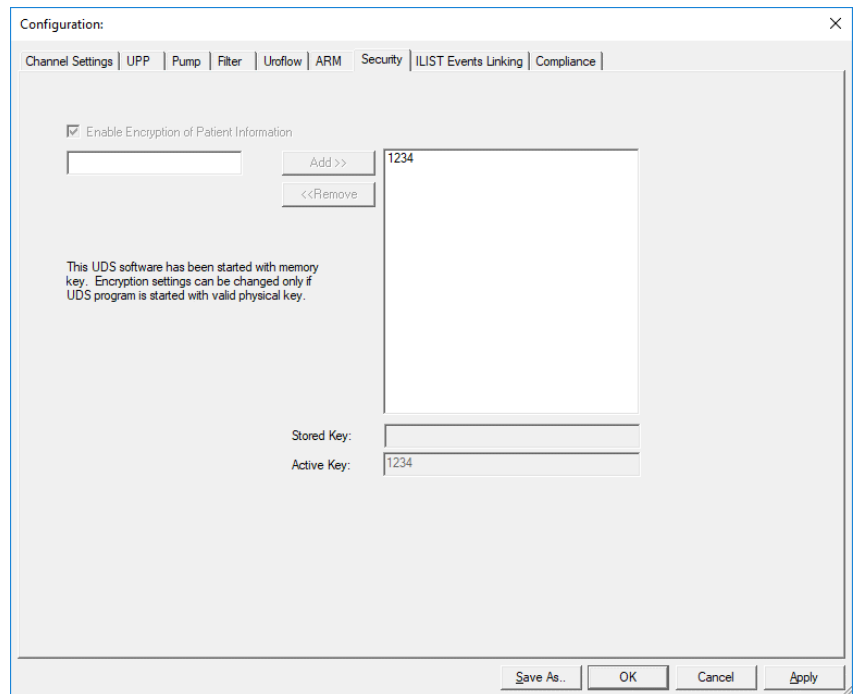 Configuration:
Channel Settings UPP Pump Filter Uroflow ARM Security ILIST Events Linking Compliance
Enable Encryption of Patient Information
Add >>
1234
<<Remove
This UDS software has been started with memory
key. Encryption settings can be changed only if
UDS program is started with valid physical key.
Stored Key:
Active Key: 1234
Save As.. OK Cancel Apply